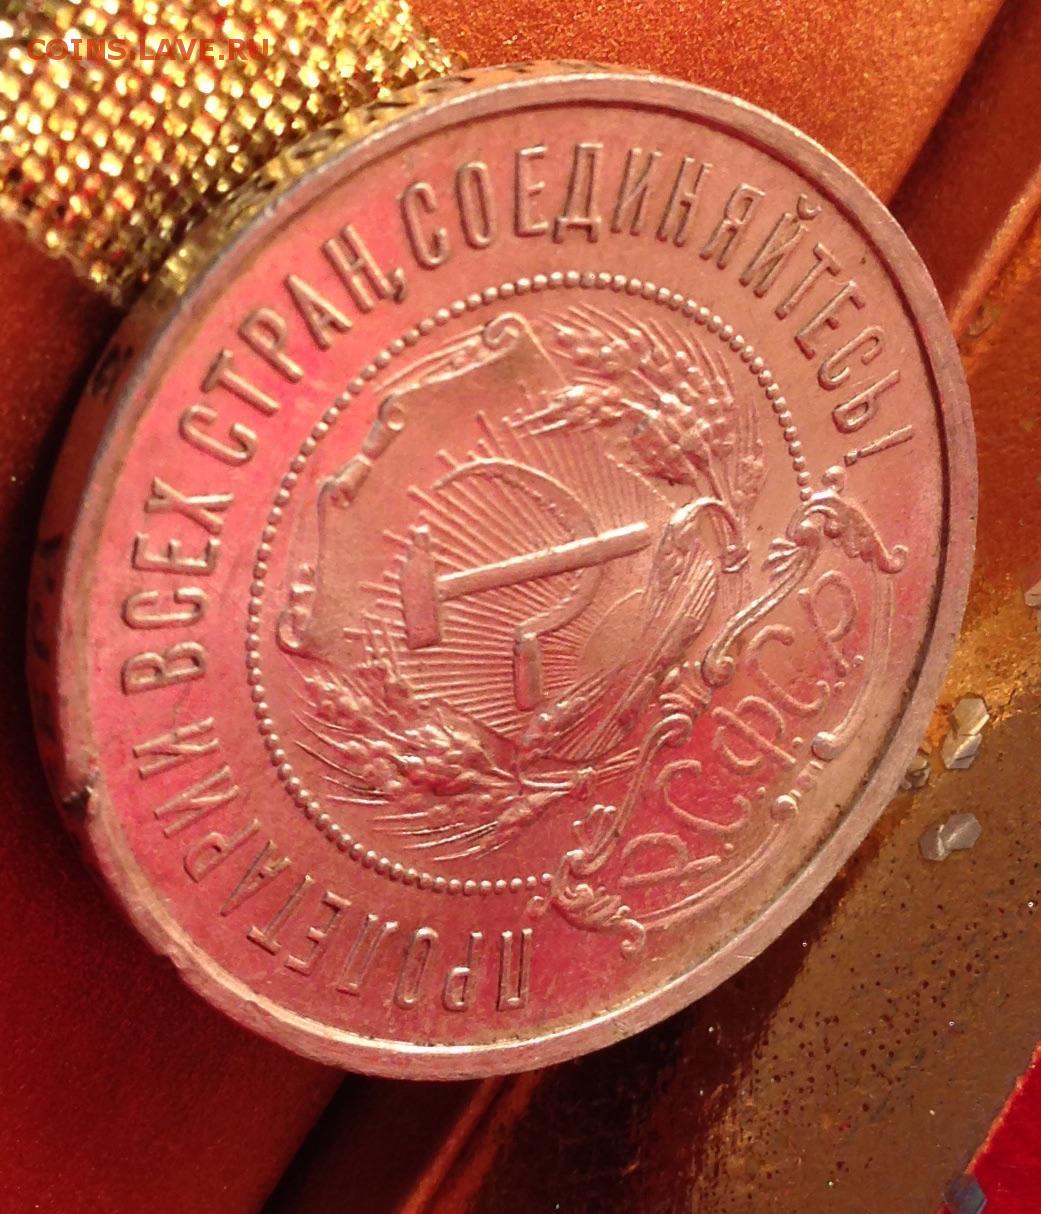 COINS.LAVE.RU
ПРОЛЕТАРИИ ВСЕХ СТРАН, СОЕДИНЯЙТЕСЬ!
Р.С.Ф.С.Р.